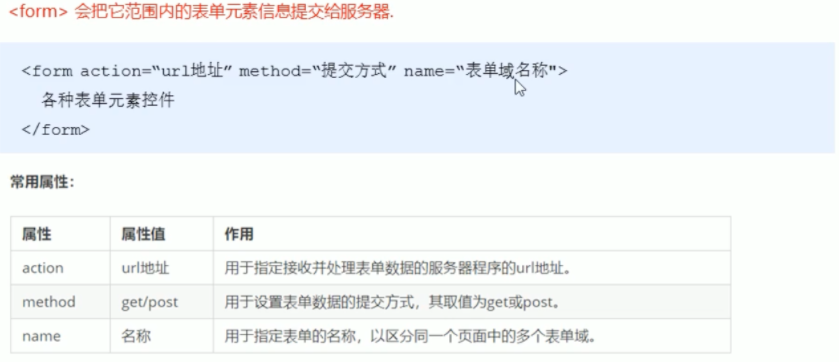 <form> 会把它范围内的表单元素信息提交给服务器.
<form action=“url地址” method=“提交方式” name=“表单域名称">
各种表单元素控件
</form>
常用属性：
属性 属性值 作用
action url地址 用于指定接收并处理表单数据的服务器程序的url地址。
method get/post 用于设置表单数据的提交方式，其取值为get或post。
name 名称 用于指定表单的名称，以区分同一个页面中的多个表单域。